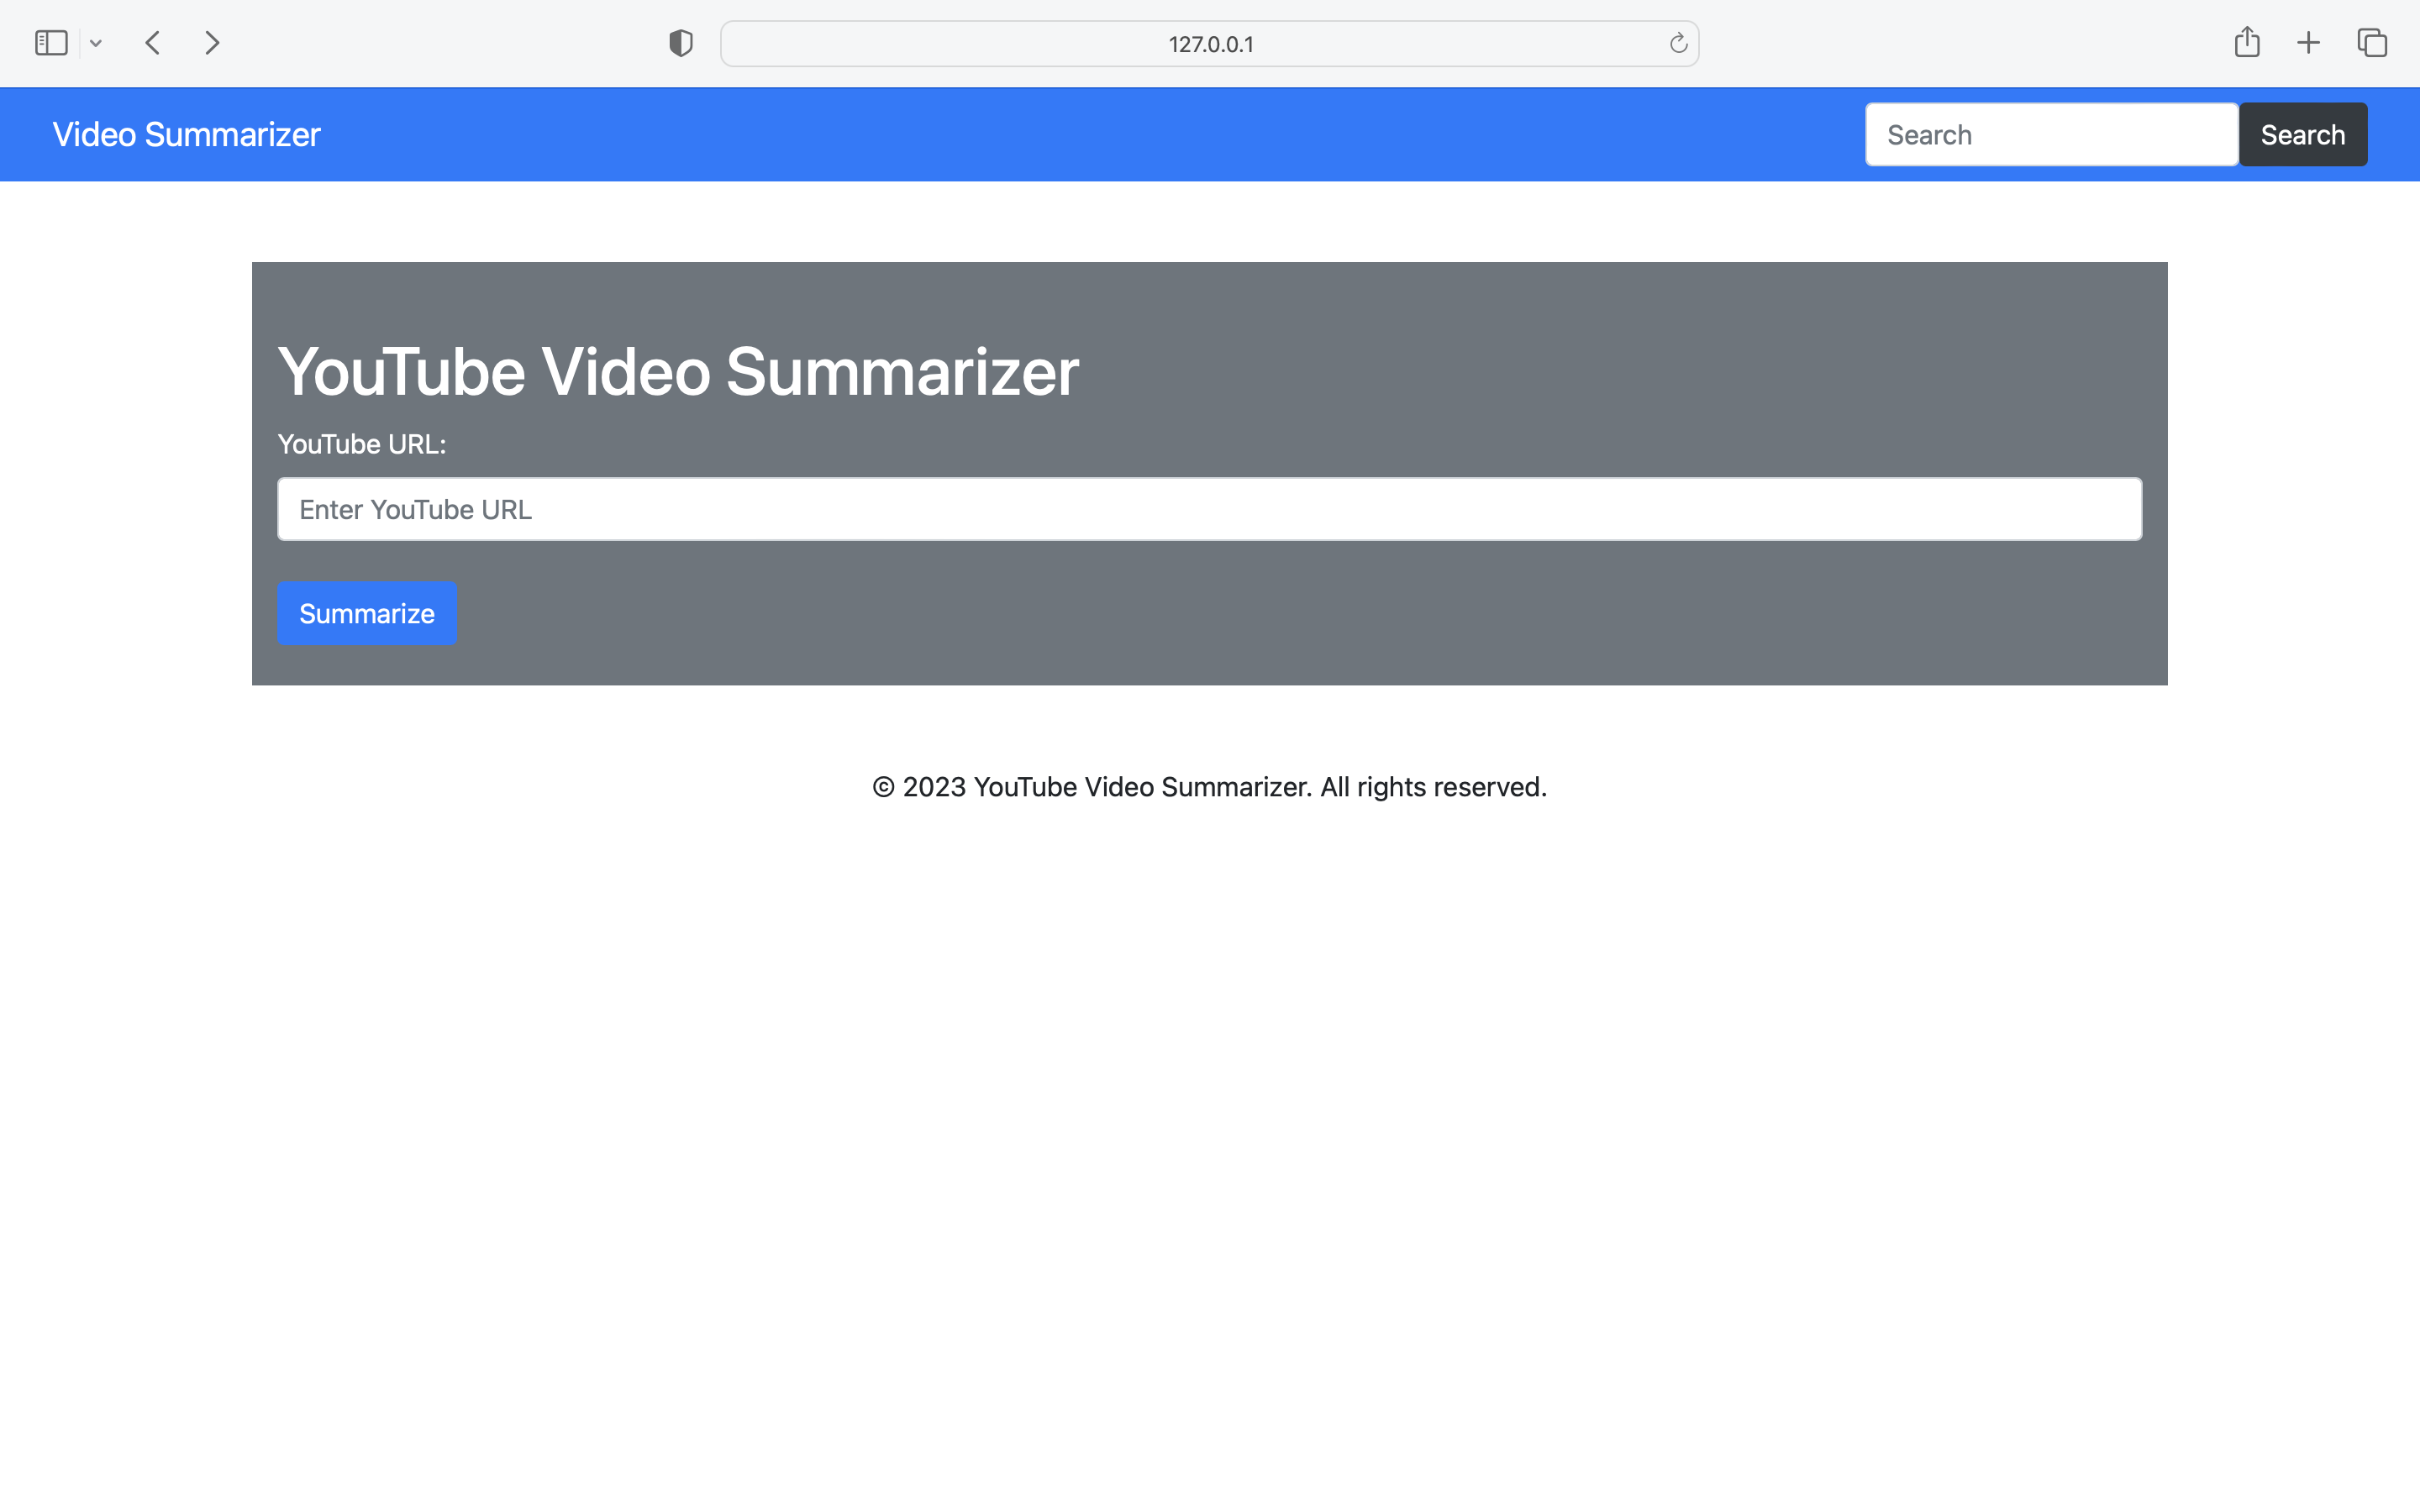 127.0.0.1
Video Summarizer
Search
Search
YouTube Video Summarizer
YouTube URL:
Enter YouTube URL
Summarize
© 2023 YouTube Video Summarizer. All rights reserved.